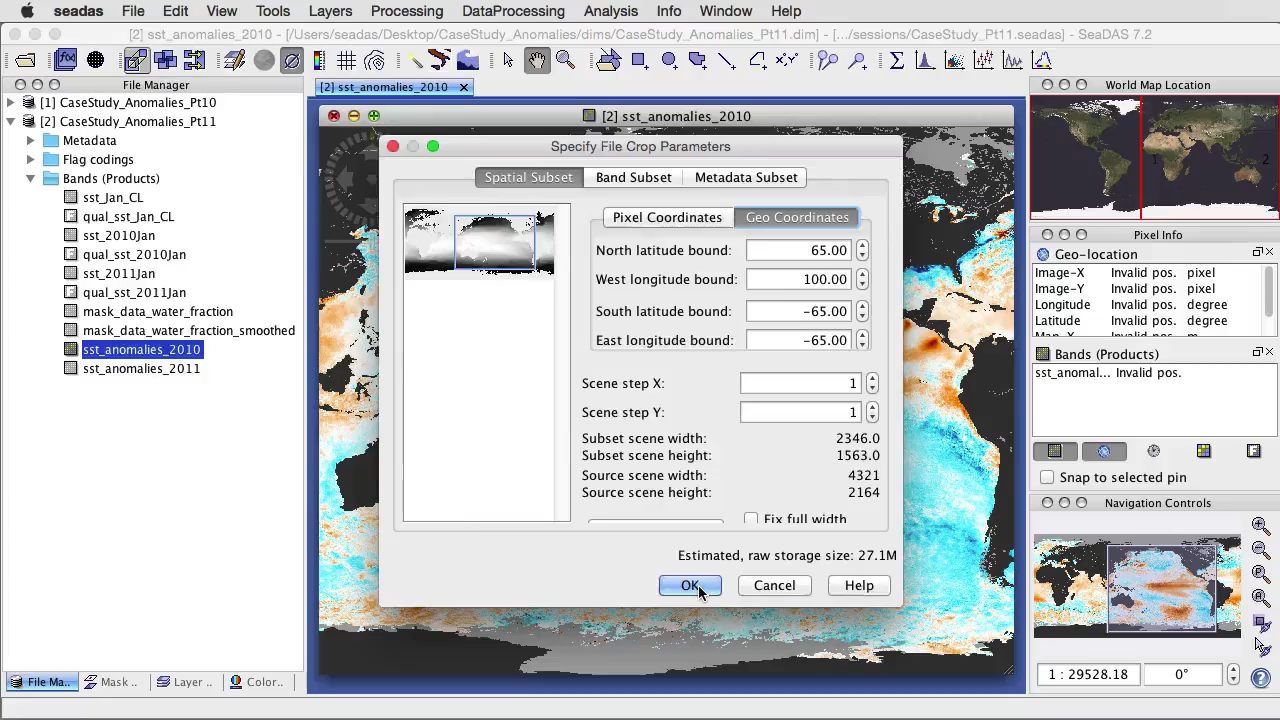 seadas File Edit View Tools Layers Processing DataProcessing Analysis Info Window Help
[2] sst_anomalies_2010 - [/Users/seadas/Desktop/CaseStudy_Anomalies/dims/CaseStudy_Anomalies_Pt11.dim] - [.../sessions/CaseStudy_Pt11.seadas] - SeaDAS 7.2
File Manager
[1] CaseStudy_Anomalies_Pt10
[2] CaseStudy_Anomalies_Pt11
Metadata
Flag codings
Bands (Products)
sst_Jan_CL
qual_sst_Jan_CL
sst_2010Jan
qual_sst_2010Jan
sst_2011Jan
qual_sst_2011Jan
mask_data_water_fraction
mask_data_water_fraction_smoothed
sst_anomalies_2010
sst_anomalies_2011
File Ma.. Mask .. Layer .. Color..
[2] sst_anomalies_2010
[2] sst_anomalies_2010
Specify File Crop Parameters
Spatial Subset Band Subset Metadata Subset
Pixel Coordinates Geo Coordinates
North latitude bound: 65.00
West longitude bound: 100.00
South latitude bound: -65.00
East longitude bound: -65.00
Scene step X: 1
Scene step Y: 1
Subset scene width: 2346.0
Subset scene height: 1563.0
Source scene width: 4321
Source scene height: 2164
Fix full width
Estimated, raw storage size: 27.1M
OK Cancel Help
World Map Location
1 2
Pixel Info
Geo-location
Image-X Invalid pos. pixel
Image-Y Invalid pos. pixel
Longitude Invalid pos. degree
Latitude Invalid pos. degree
Bands (Products)
sst_anomal... Invalid pos.
Snap to selected pin
Navigation Controls
1 : 29528.18 0°